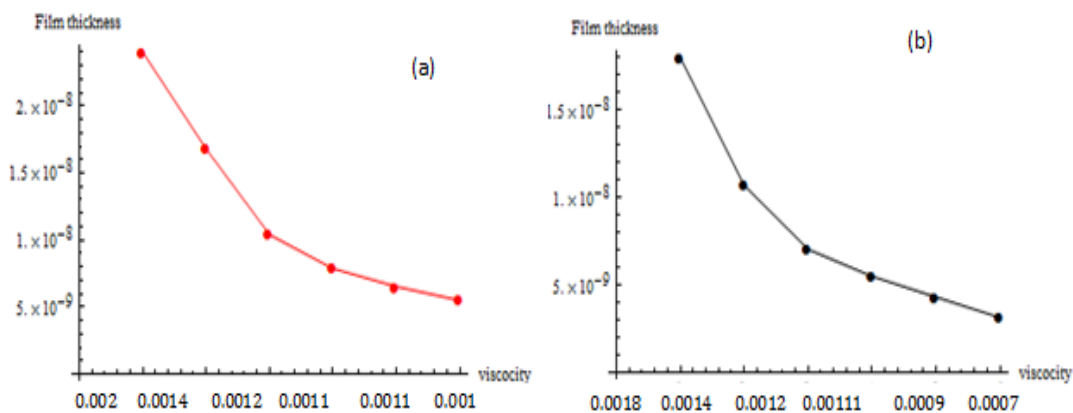 Film thickness
(a)
2.×10⁻⁸
1.5×10⁻⁸
1.×10⁻⁸
5.×10⁻⁹
viscocity
0.002 0.0014 0.0012 0.0011 0.0011 0.001
Film thickness
(b)
1.5×10⁻⁸
1.×10⁻⁸
5.×10⁻⁹
viscocity
0.0018 0.0014 0.0012 0.00111 0.0009 0.0007